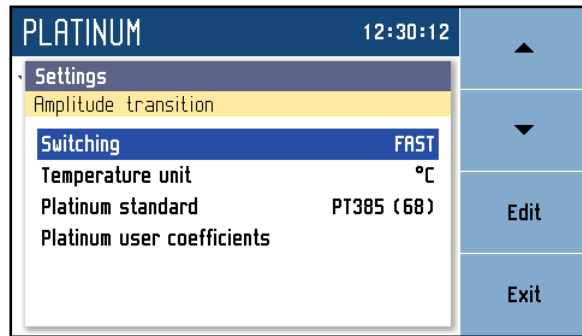 PLATINUM 12:30:12
Settings
Amplitude transition
Switching FAST
Temperature unit °C
Platinum standard PT385 (68)
Platinum user coefficients
Edit
Exit